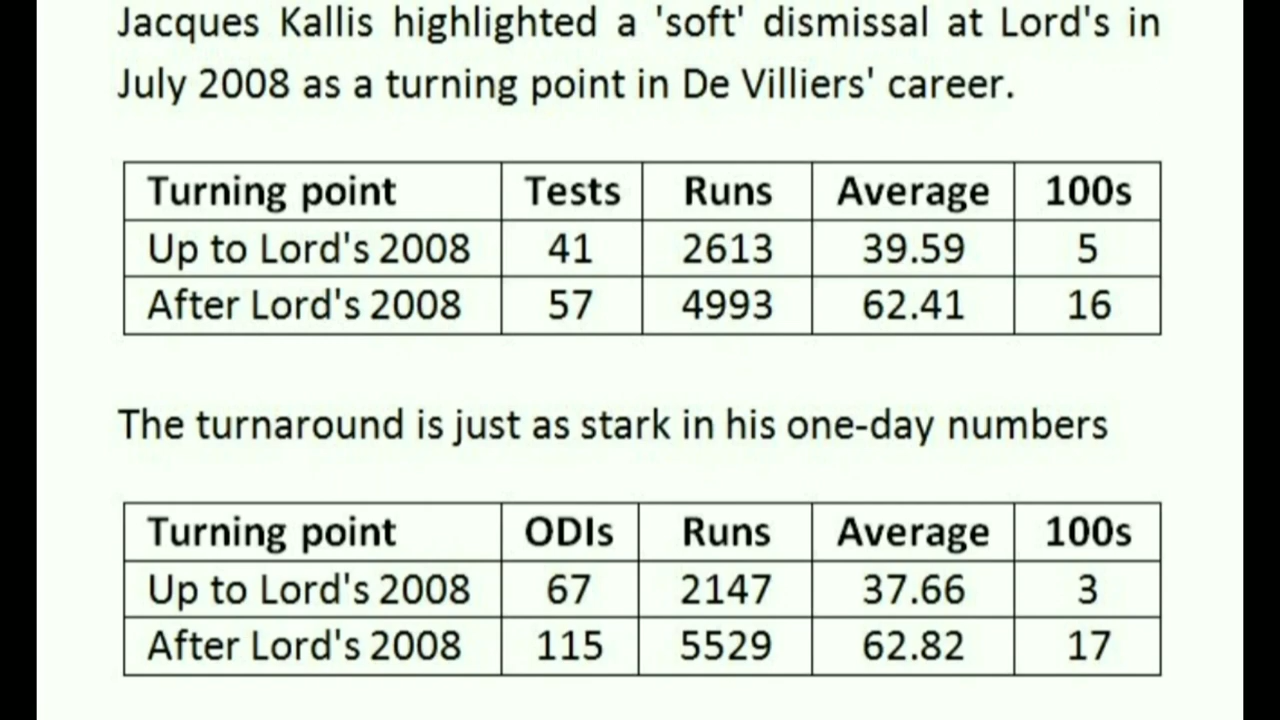 Jacques Kallis highlighted a 'soft' dismissal at Lord's in
July 2008 as a turning point in De Villiers' career.
Turning point Tests Runs Average 100s
Up to Lord's 2008 41 2613 39.59 5
After Lord's 2008 57 4993 62.41 16
The turnaround is just as stark in his one-day numbers
Turning point ODIs Runs Average 100s
Up to Lord's 2008 67 2147 37.66 3
After Lord's 2008 115 5529 62.82 17